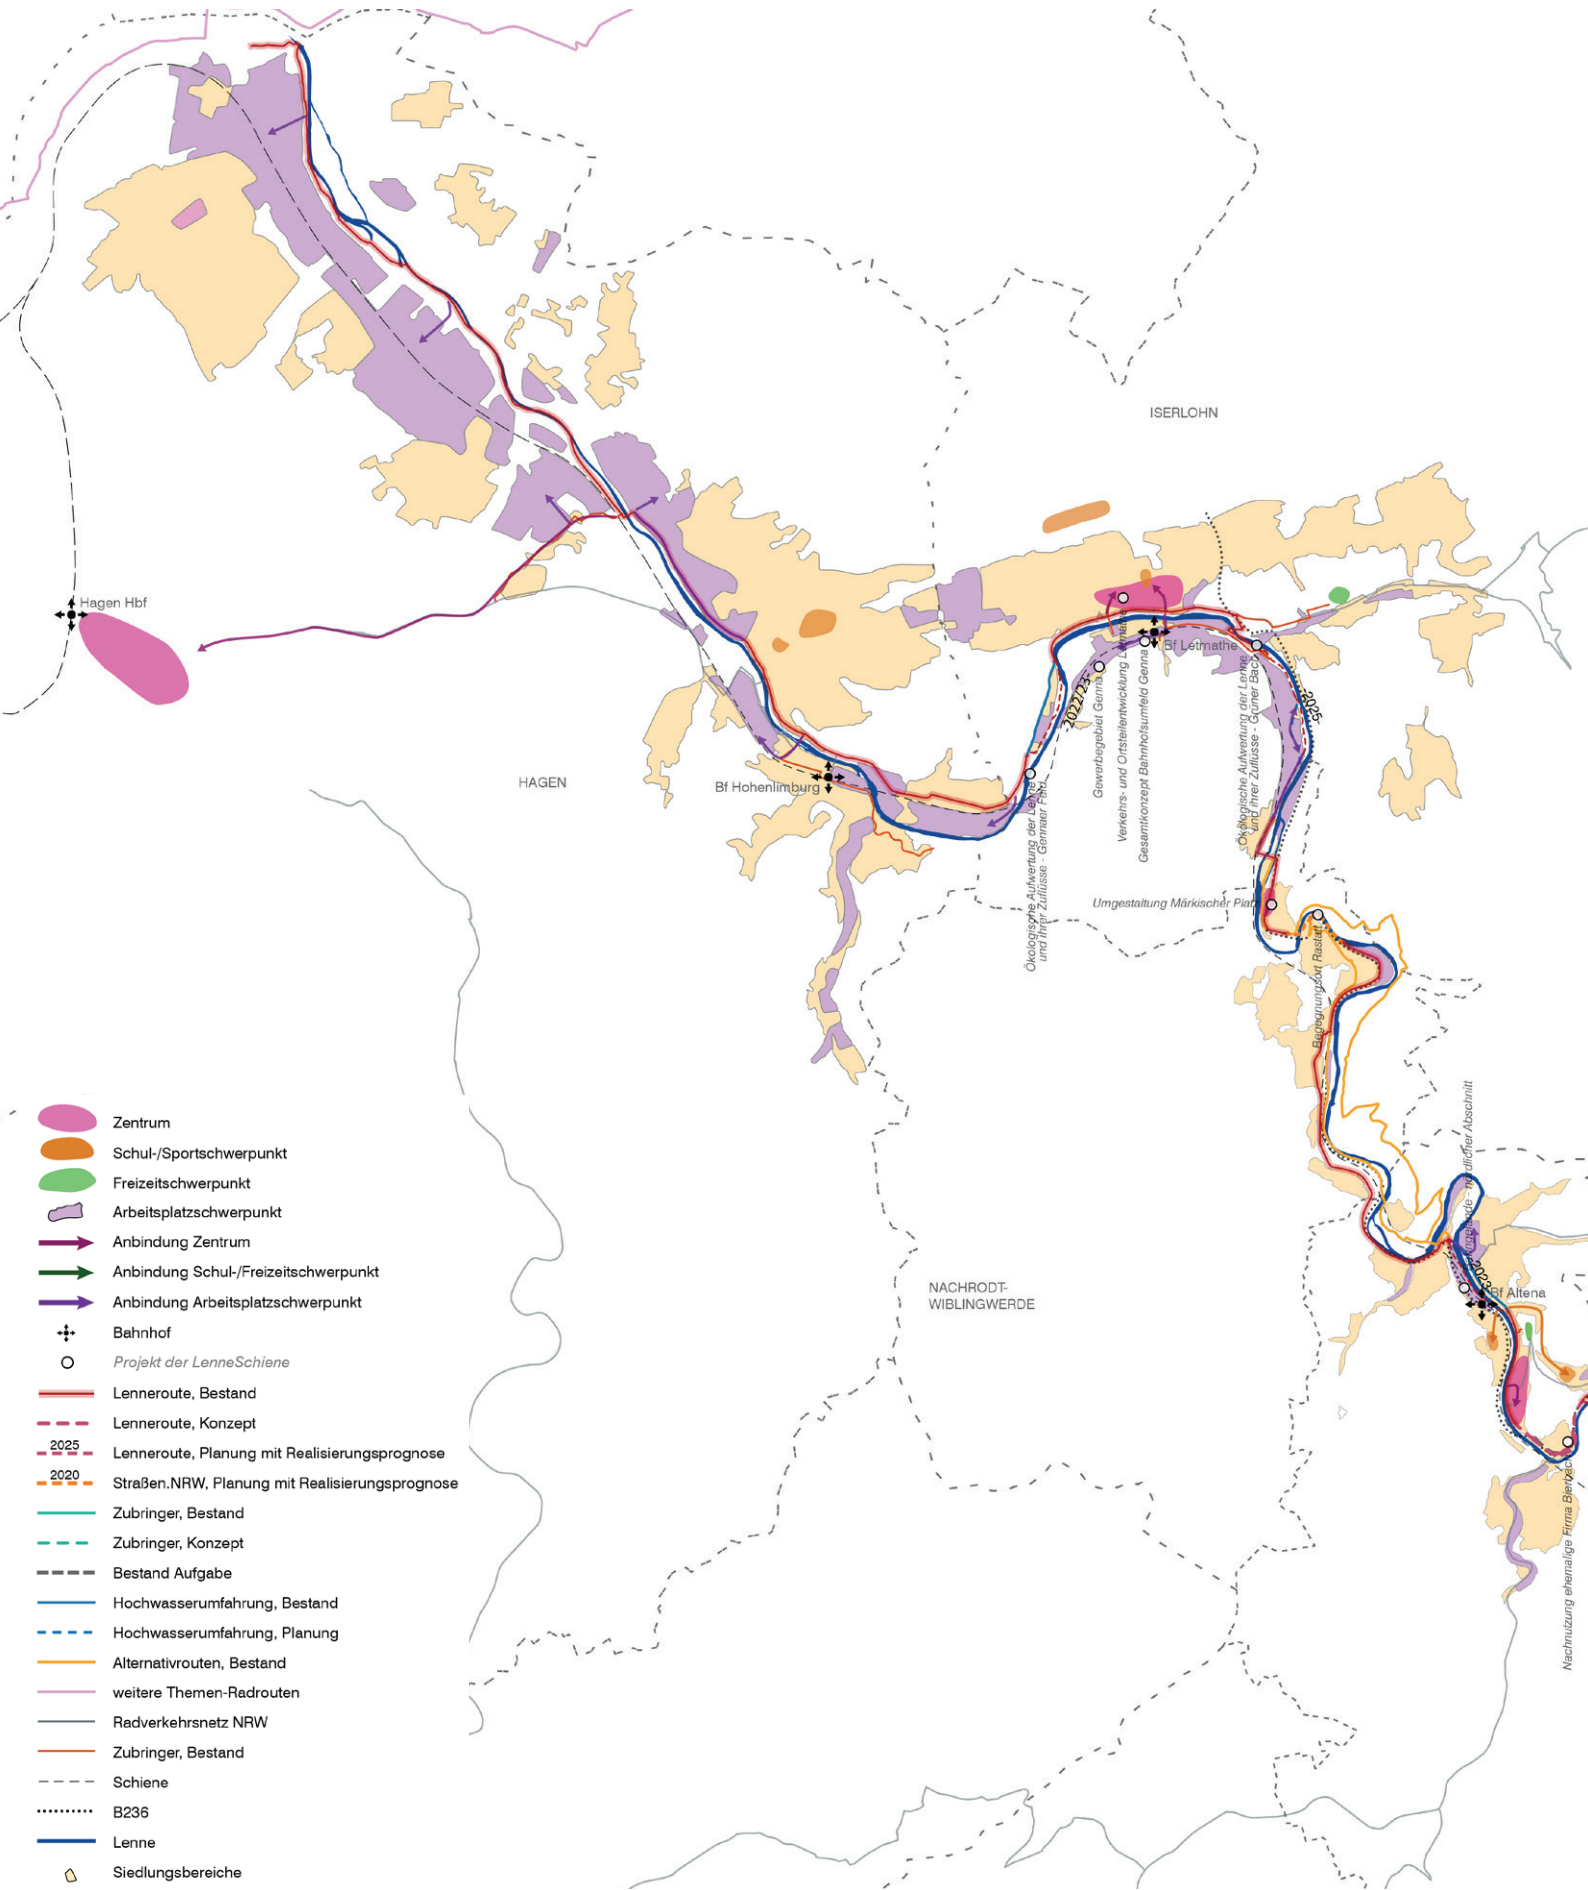 ISERLOHN
Hagen Hbf
Bf Letmathe
2022/23
2025
Gewerbegebiet Genna
Verkehrs- und Ortsteilentwicklung Letmathe
Gesamtkonzept Bahnhofsumfeld Genna
Ökologische Aufwertung der Lenne
und ihrer Zuflüsse - Grüner Bach
HAGEN
Bf Hohenlimburg
Ökologische Aufwertung der Lenne
und ihrer Zuflüsse - Gennaer Feld
Umgestaltung Märkischer Platz
Begegnungsort Rastatt
nördlicher Abschnitt
2023
Bf Altena
NACHRODT-
WIBLINGWERDE
Nachnutzung ehemalige Firma Bierbach
Zentrum
Schul-/Sportschwerpunkt
Freizeitschwerpunkt
Arbeitsplatzschwerpunkt
Anbindung Zentrum
Anbindung Schul-/Freizeitschwerpunkt
Anbindung Arbeitsplatzschwerpunkt
Bahnhof
Projekt der LenneSchiene
Lenneroute, Bestand
Lenneroute, Konzept
2025
Lenneroute, Planung mit Realisierungsprognose
2020
Straßen.NRW, Planung mit Realisierungsprognose
Zubringer, Bestand
Zubringer, Konzept
Bestand Aufgabe
Hochwasserumfahrung, Bestand
Hochwasserumfahrung, Planung
Alternativrouten, Bestand
weitere Themen-Radrouten
Radverkehrsnetz NRW
Zubringer, Bestand
Schiene
B236
Lenne
Siedlungsbereiche